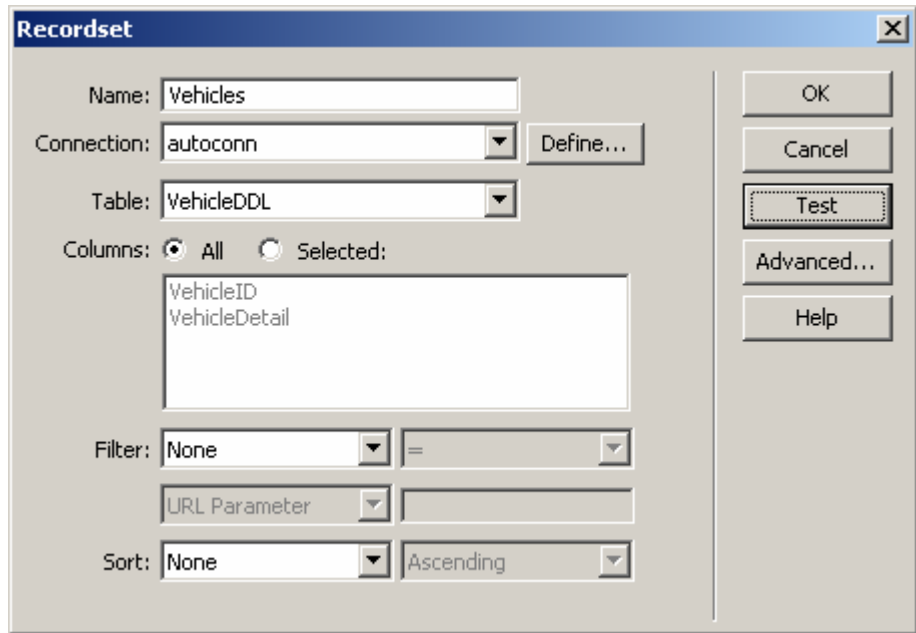 Recordset
Name: Vehicles
OK
Connection: autoconn Define...
Cancel
Table: VehicleDDL
Test
Columns: All Selected:
Advanced...
VehicleID
VehicleDetail
Help
Filter: None =
URL Parameter
Sort: None Ascending